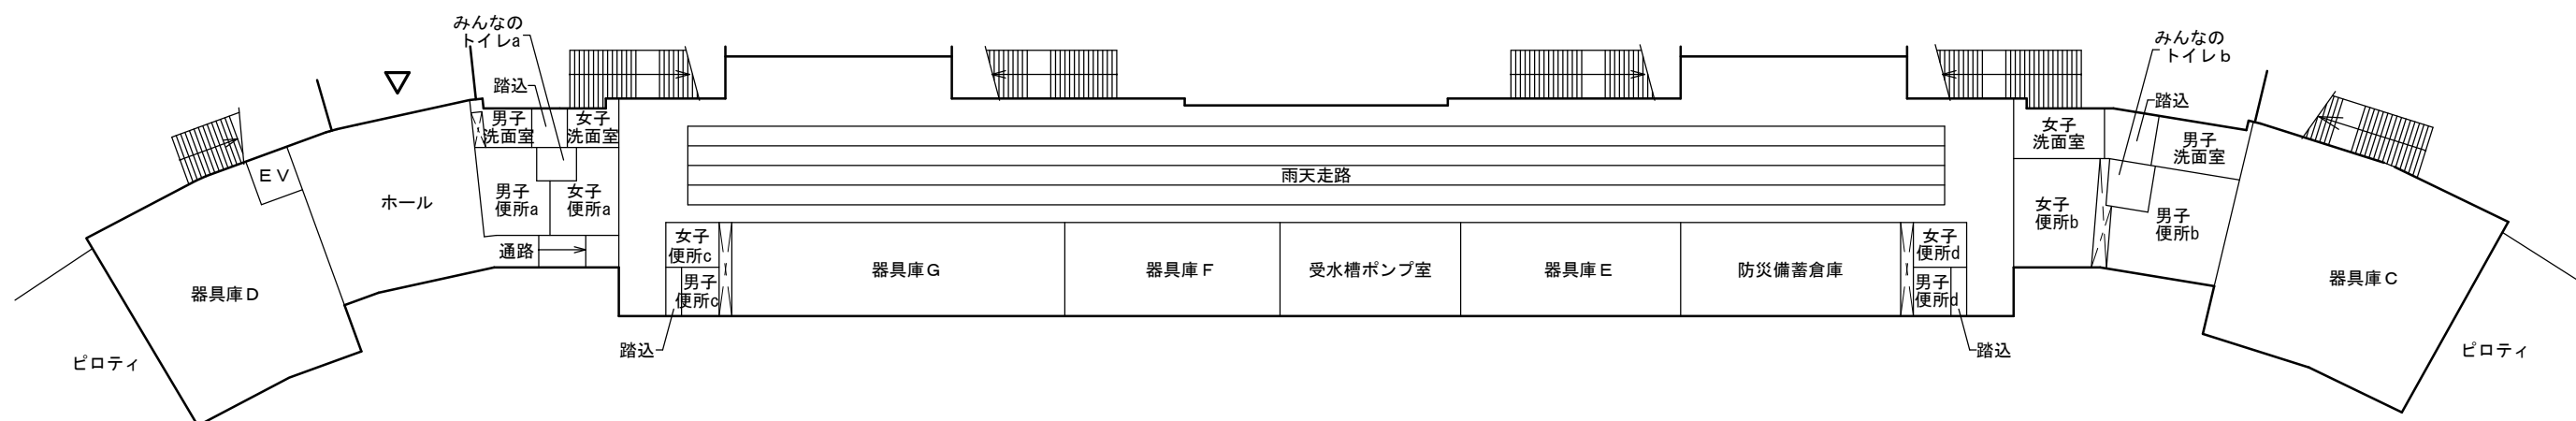 みんなの
トイレa
踏込
男子
洗面室
女子
洗面室
EV
ホール
男子
便所a
女子
便所a
通路
器具庫D
ピロティ
雨天走路
女子
便所c
男子
便所c
踏込
器具庫G
器具庫F
受水槽ポンプ室
器具庫E
防災備蓄倉庫
女子
便所d
男子
便所d
踏込
みんなの
トイレb
踏込
女子
洗面室
男子
洗面室
女子
便所b
男子
便所b
器具庫C
ピロティ